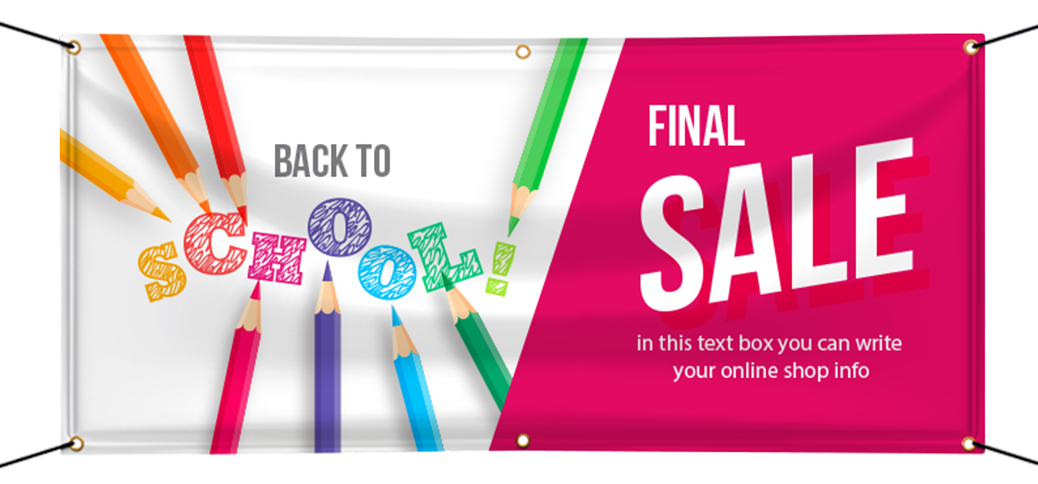 BACK TO
SCHOOL!
FINAL
SALE
in this text box you can write
your online shop info